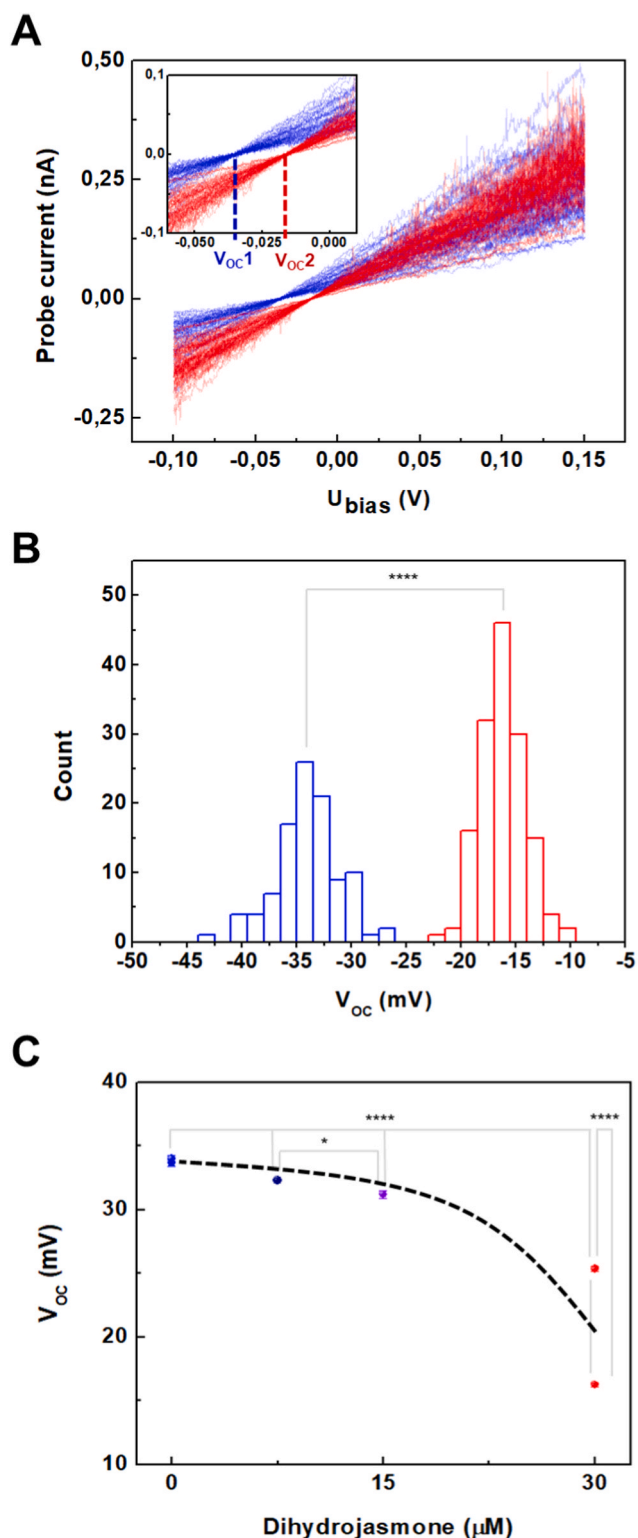 A
0,50
0,25
0,00
-0,25
Probe current (nA)
0,1
0,0
-0,1
-0,050 -0,025 0,000
VOC1 VOC2
-0,10 -0,05 0,00 0,05 0,10 0,15
Ubias (V)
B
****
50
40
30
20
10
0
Count
-50 -45 -40 -35 -30 -25 -20 -15 -10 -5
VOC (mV)
C
40
30
20
10
VOC (mV)
**** ****
*
0 15 30
Dihydrojasmone (μM)